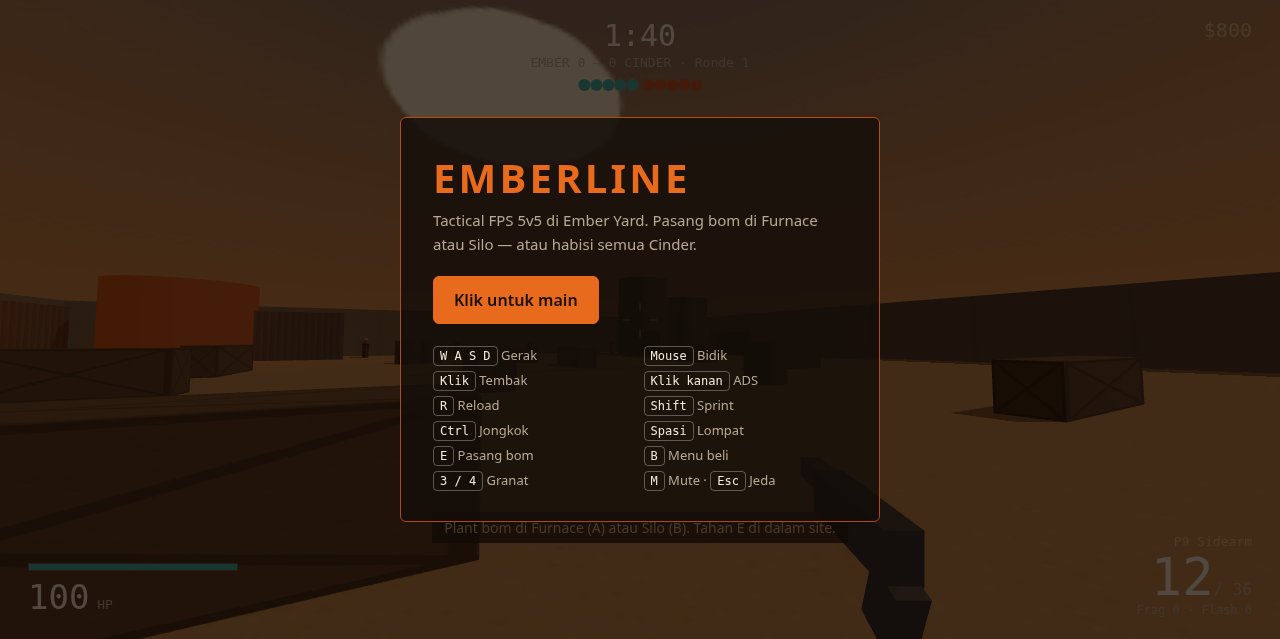 1:40
$800
EMBER 0 - 0 CINDER · Ronde 1
EMBERLINE
Tactical FPS 5v5 di Ember Yard. Pasang bom di Furnace
atau Silo — atau habisi semua Cinder.
Klik untuk main
W A S D Gerak
Mouse Bidik
Klik Tembak
Klik kanan ADS
R Reload
Shift Sprint
Ctrl Jongkok
Spasi Lompat
E Pasang bom
B Menu beli
3 / 4 Granat
M Mute · Esc Jeda
Plant bom di Furnace (A) atau Silo (B). Tahan E di dalam site.
P9 Sidearm
100 HP
12 / 36
Frag 0 · Flash 0